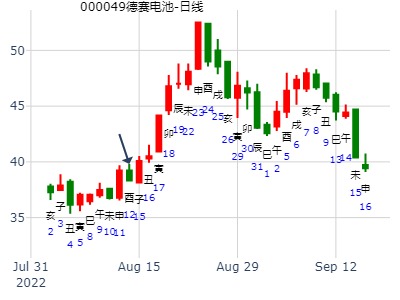 000049德赛电池-日线
50
45
40
35
亥 子 丑 寅 巳 午 未 申 酉 子 丑 寅 卯 辰 未 申 酉 戌 亥 寅 卯 辰 巳 午 酉 戌 亥 子 丑 巳 午 未 申
2 3 4 5 8 9 10 11 12 15 16 17 18 19 22 23 24 25 26 29 30 31 1 2 5 6 7 8 9 13 14 15 16
Jul 31 Aug 15 Aug 29 Sep 12
2022